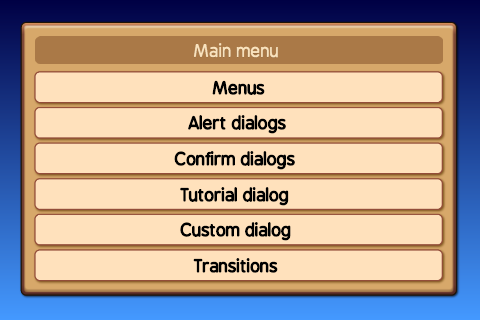 Main menu
Menus
Alert dialogs
Confirm dialogs
Tutorial dialog
Custom dialog
Transitions